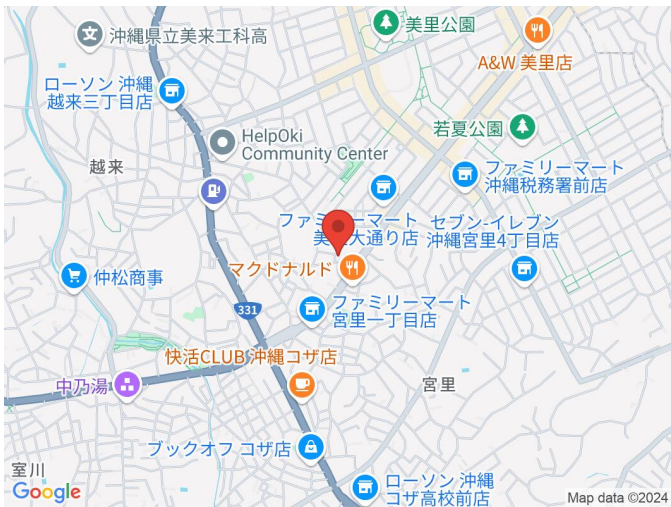 美里公園
沖縄県立美来工科高
A&W 美里店
ローソン 沖縄
越来三丁目店
若夏公園
HelpOki
Community Center
越来
ファミリーマート
沖縄税務署前店
ファミリーマート
美里大通り店
セブン-イレブン
沖縄宮里4丁目店
マクドナルド
仲松商事
331
ファミリーマート
宮里一丁目店
快活CLUB 沖縄コザ店
中乃湯
宮里
ブックオフ コザ店
室川
ローソン 沖縄
コザ高校前店
Google
Map data ©2024